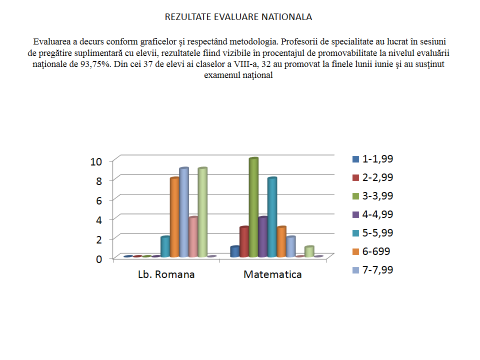 REZULTATE EVALUARE NATIONALA
Evaluarea a decurs conform graficelor și respectând metodologia. Profesorii de specialitate au lucrat în sesiuni
de pregătire suplimentară cu elevii, rezultatele fiind vizibile în procentajul de promovabilitate la nivelul evaluării
naționale de 93,75%. Din cei 37 de elevi ai claselor a VIII-a, 32 au promovat la finele lunii iunie și au susținut
examenul național
10
8
6
4
2
0
Lb. Romana
Matematica
1-1,99
2-2,99
3-3,99
4-4,99
5-5,99
6-699
7-7,99